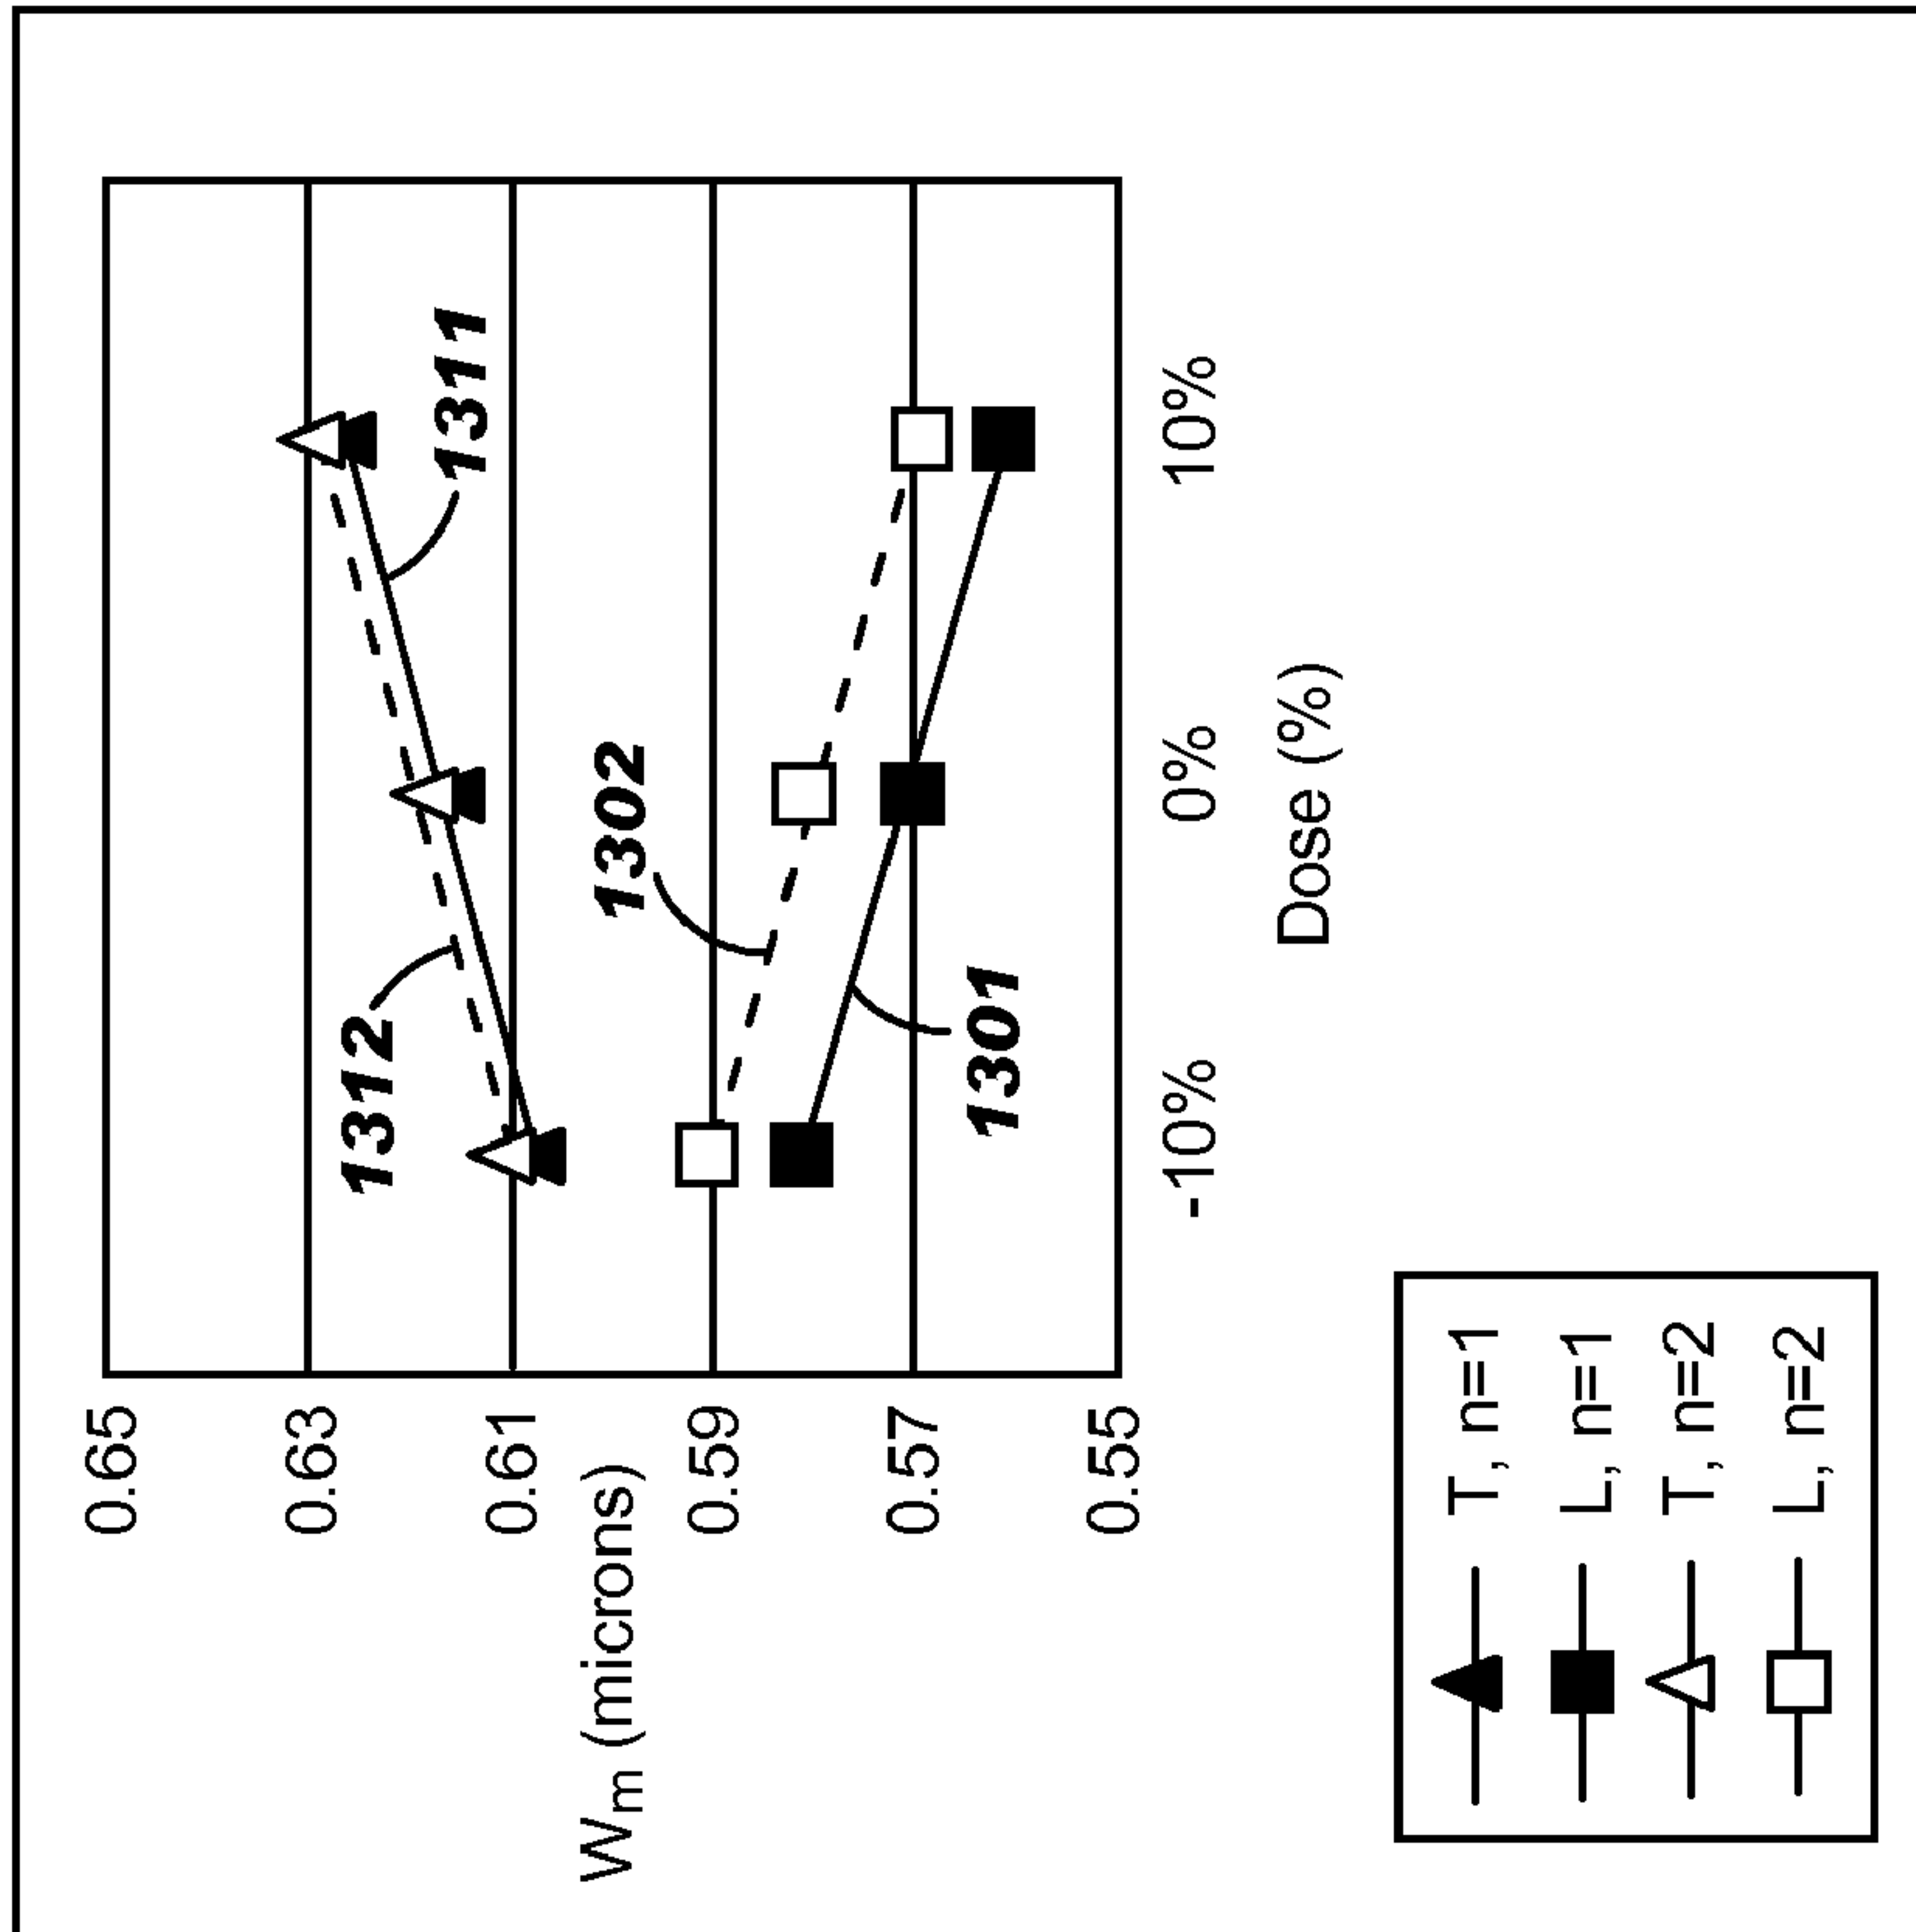 0.65
0.63
0.61
0.59
0.57
0.55
Wm (microns)
1312
1311
1302
1301
-10%
0%
10%
Dose (%)
T, n=1
L, n=1
T, n=2
L, n=2